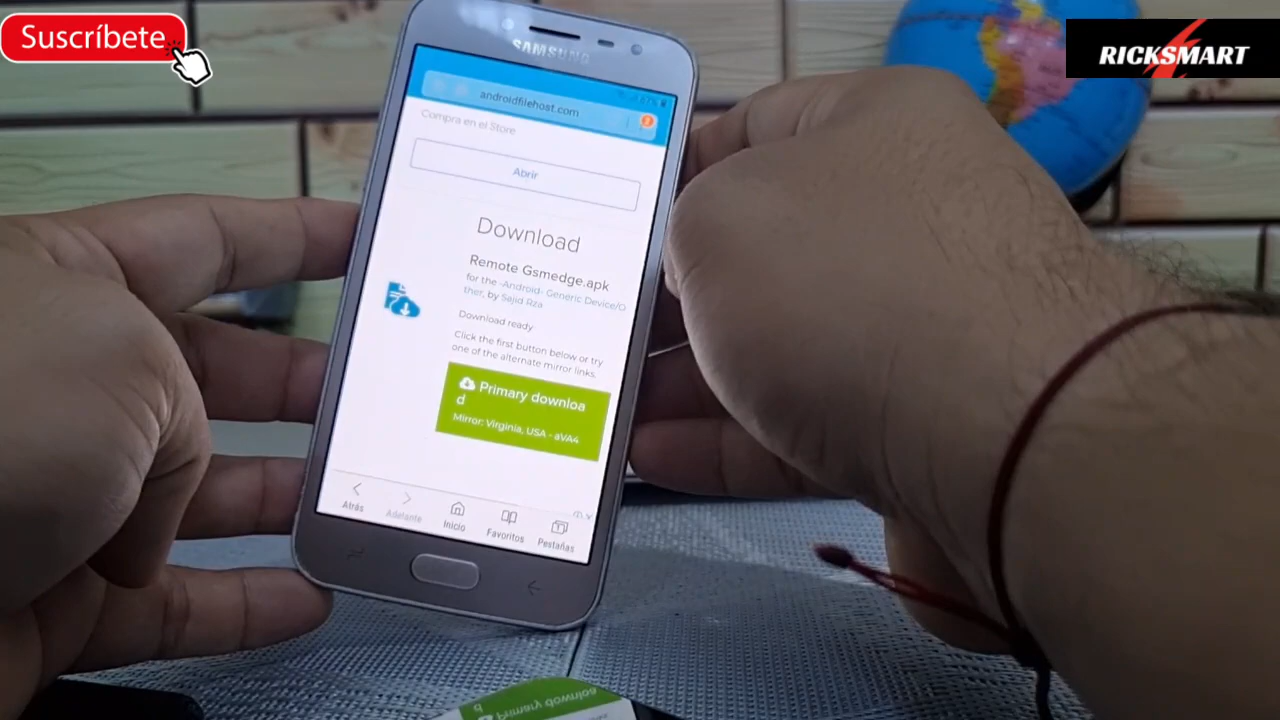 Suscríbete
RICKSMART
SAMSUNG
androidfilehost.com
Compra en el Store
Abrir
Download
Remote Gsmedge.apk
for the -Android- Generic Device/O
ther, by Sajid Rza
Download ready
Click the first button below or try
one of the alternate mirror links.
Primary downloa
d
Mirror: Virginia, USA - aVA4
Atrás
Adelante
Inicio
Favoritos
Pestañas
Primary downloa
d